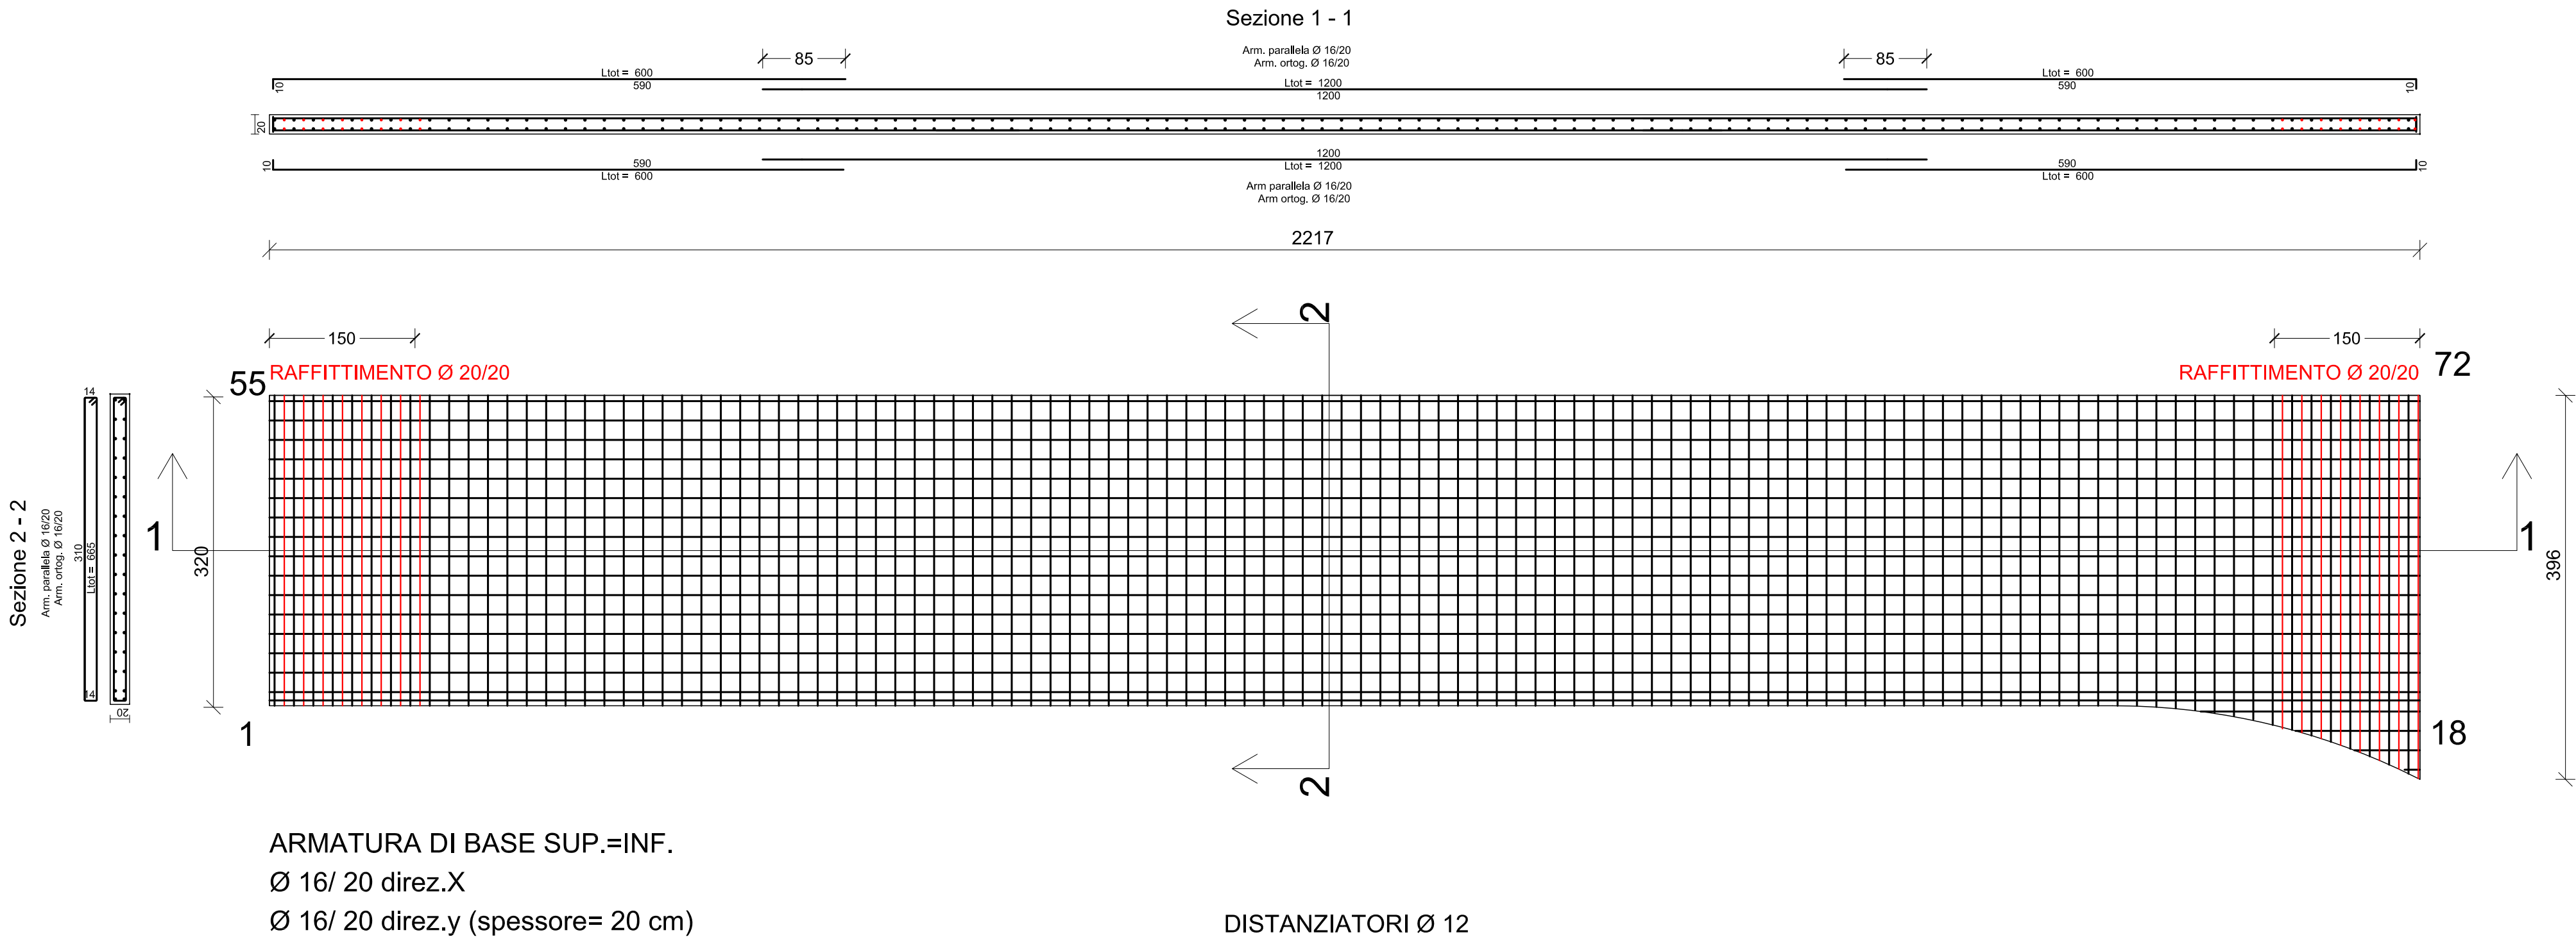 Sezione 1 - 1
Arm. parallela Ø 16/20
Arm. ortog. Ø 16/20
85
85
Ltot = 600
590
10
Ltot = 1200
1200
Ltot = 600
590
10
20
10
590
Ltot = 600
1200
Ltot = 1200
590
Ltot = 600
10
Arm parallela Ø 16/20
Arm ortog. Ø 16/20
2217
2
150
150
55
RAFFITTIMENTO Ø 20/20
RAFFITTIMENTO Ø 20/20
72
Sezione 2 - 2
Arm. parallela Ø 16/20
Arm. ortog. Ø 16/20
14
310
Ltot = 665
14
20
1
320
1
396
1
18
2
ARMATURA DI BASE SUP.=INF.
Ø 16/ 20 direz.X
Ø 16/ 20 direz.y (spessore= 20 cm)
DISTANZIATORI Ø 12